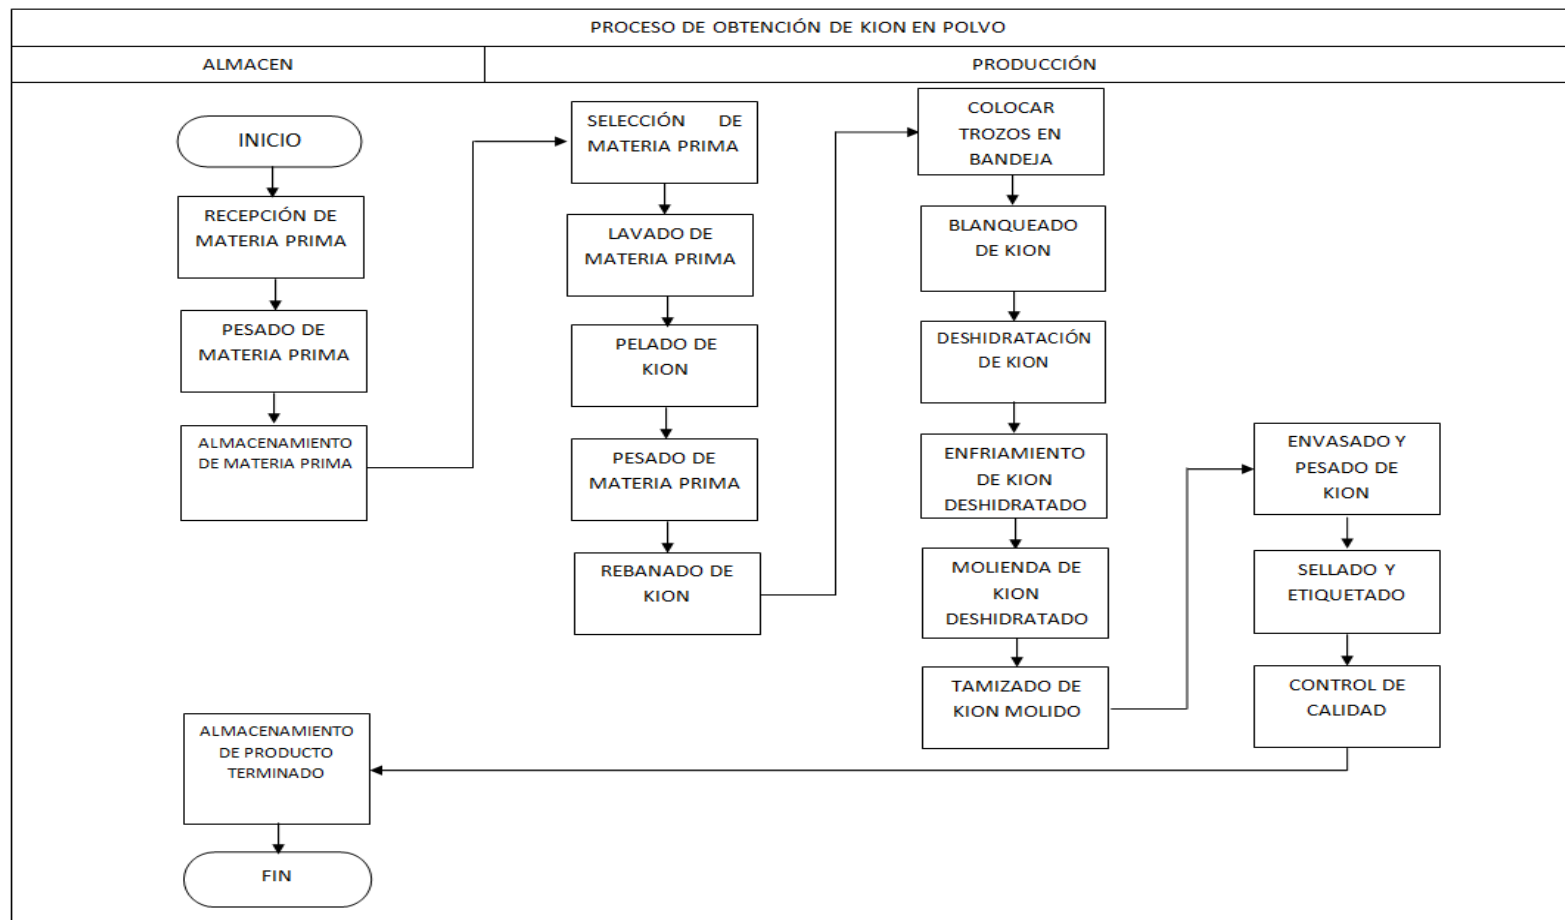 PROCESO DE OBTENCIÓN DE KION EN POLVO
ALMACEN
PRODUCCIÓN
INICIO
RECEPCIÓN DE
MATERIA PRIMA
PESADO DE
MATERIA PRIMA
ALMACENAMIENTO
DE MATERIA PRIMA
SELECCIÓN DE
MATERIA PRIMA
LAVADO DE
MATERIA PRIMA
PELADO DE
KION
PESADO DE
MATERIA PRIMA
REBANADO DE
KION
COLOCAR
TROZOS EN
BANDEJA
BLANQUEADO
DE KION
DESHIDRATACIÓN
DE KION
ENFRIAMIENTO
DE KION
DESHIDRATADO
MOLIENDA DE
KION
DESHIDRATADO
TAMIZADO DE
KION MOLIDO
ENVASADO Y
PESADO DE
KION
SELLADO Y
ETIQUETADO
CONTROL DE
CALIDAD
ALMACENAMIENTO
DE PRODUCTO
TERMINADO
FIN